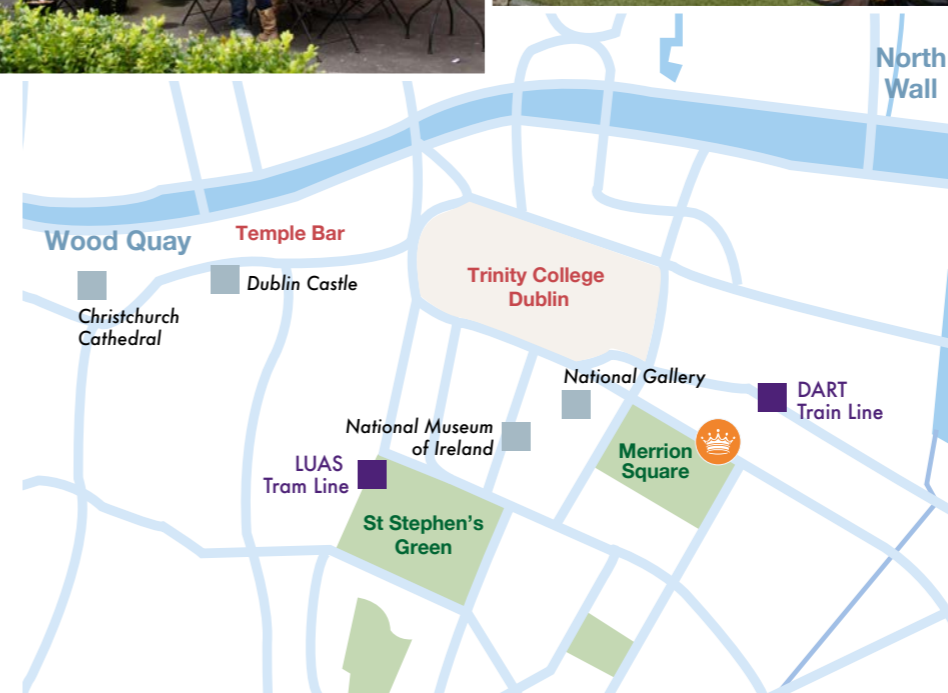 North
Wall
Wood Quay
Temple Bar
Dublin Castle
Christchurch
Cathedral
Trinity College
Dublin
National Gallery
DART
Train Line
National Museum
of Ireland
Merrion
Square
LUAS
Tram Line
St Stephen's
Green